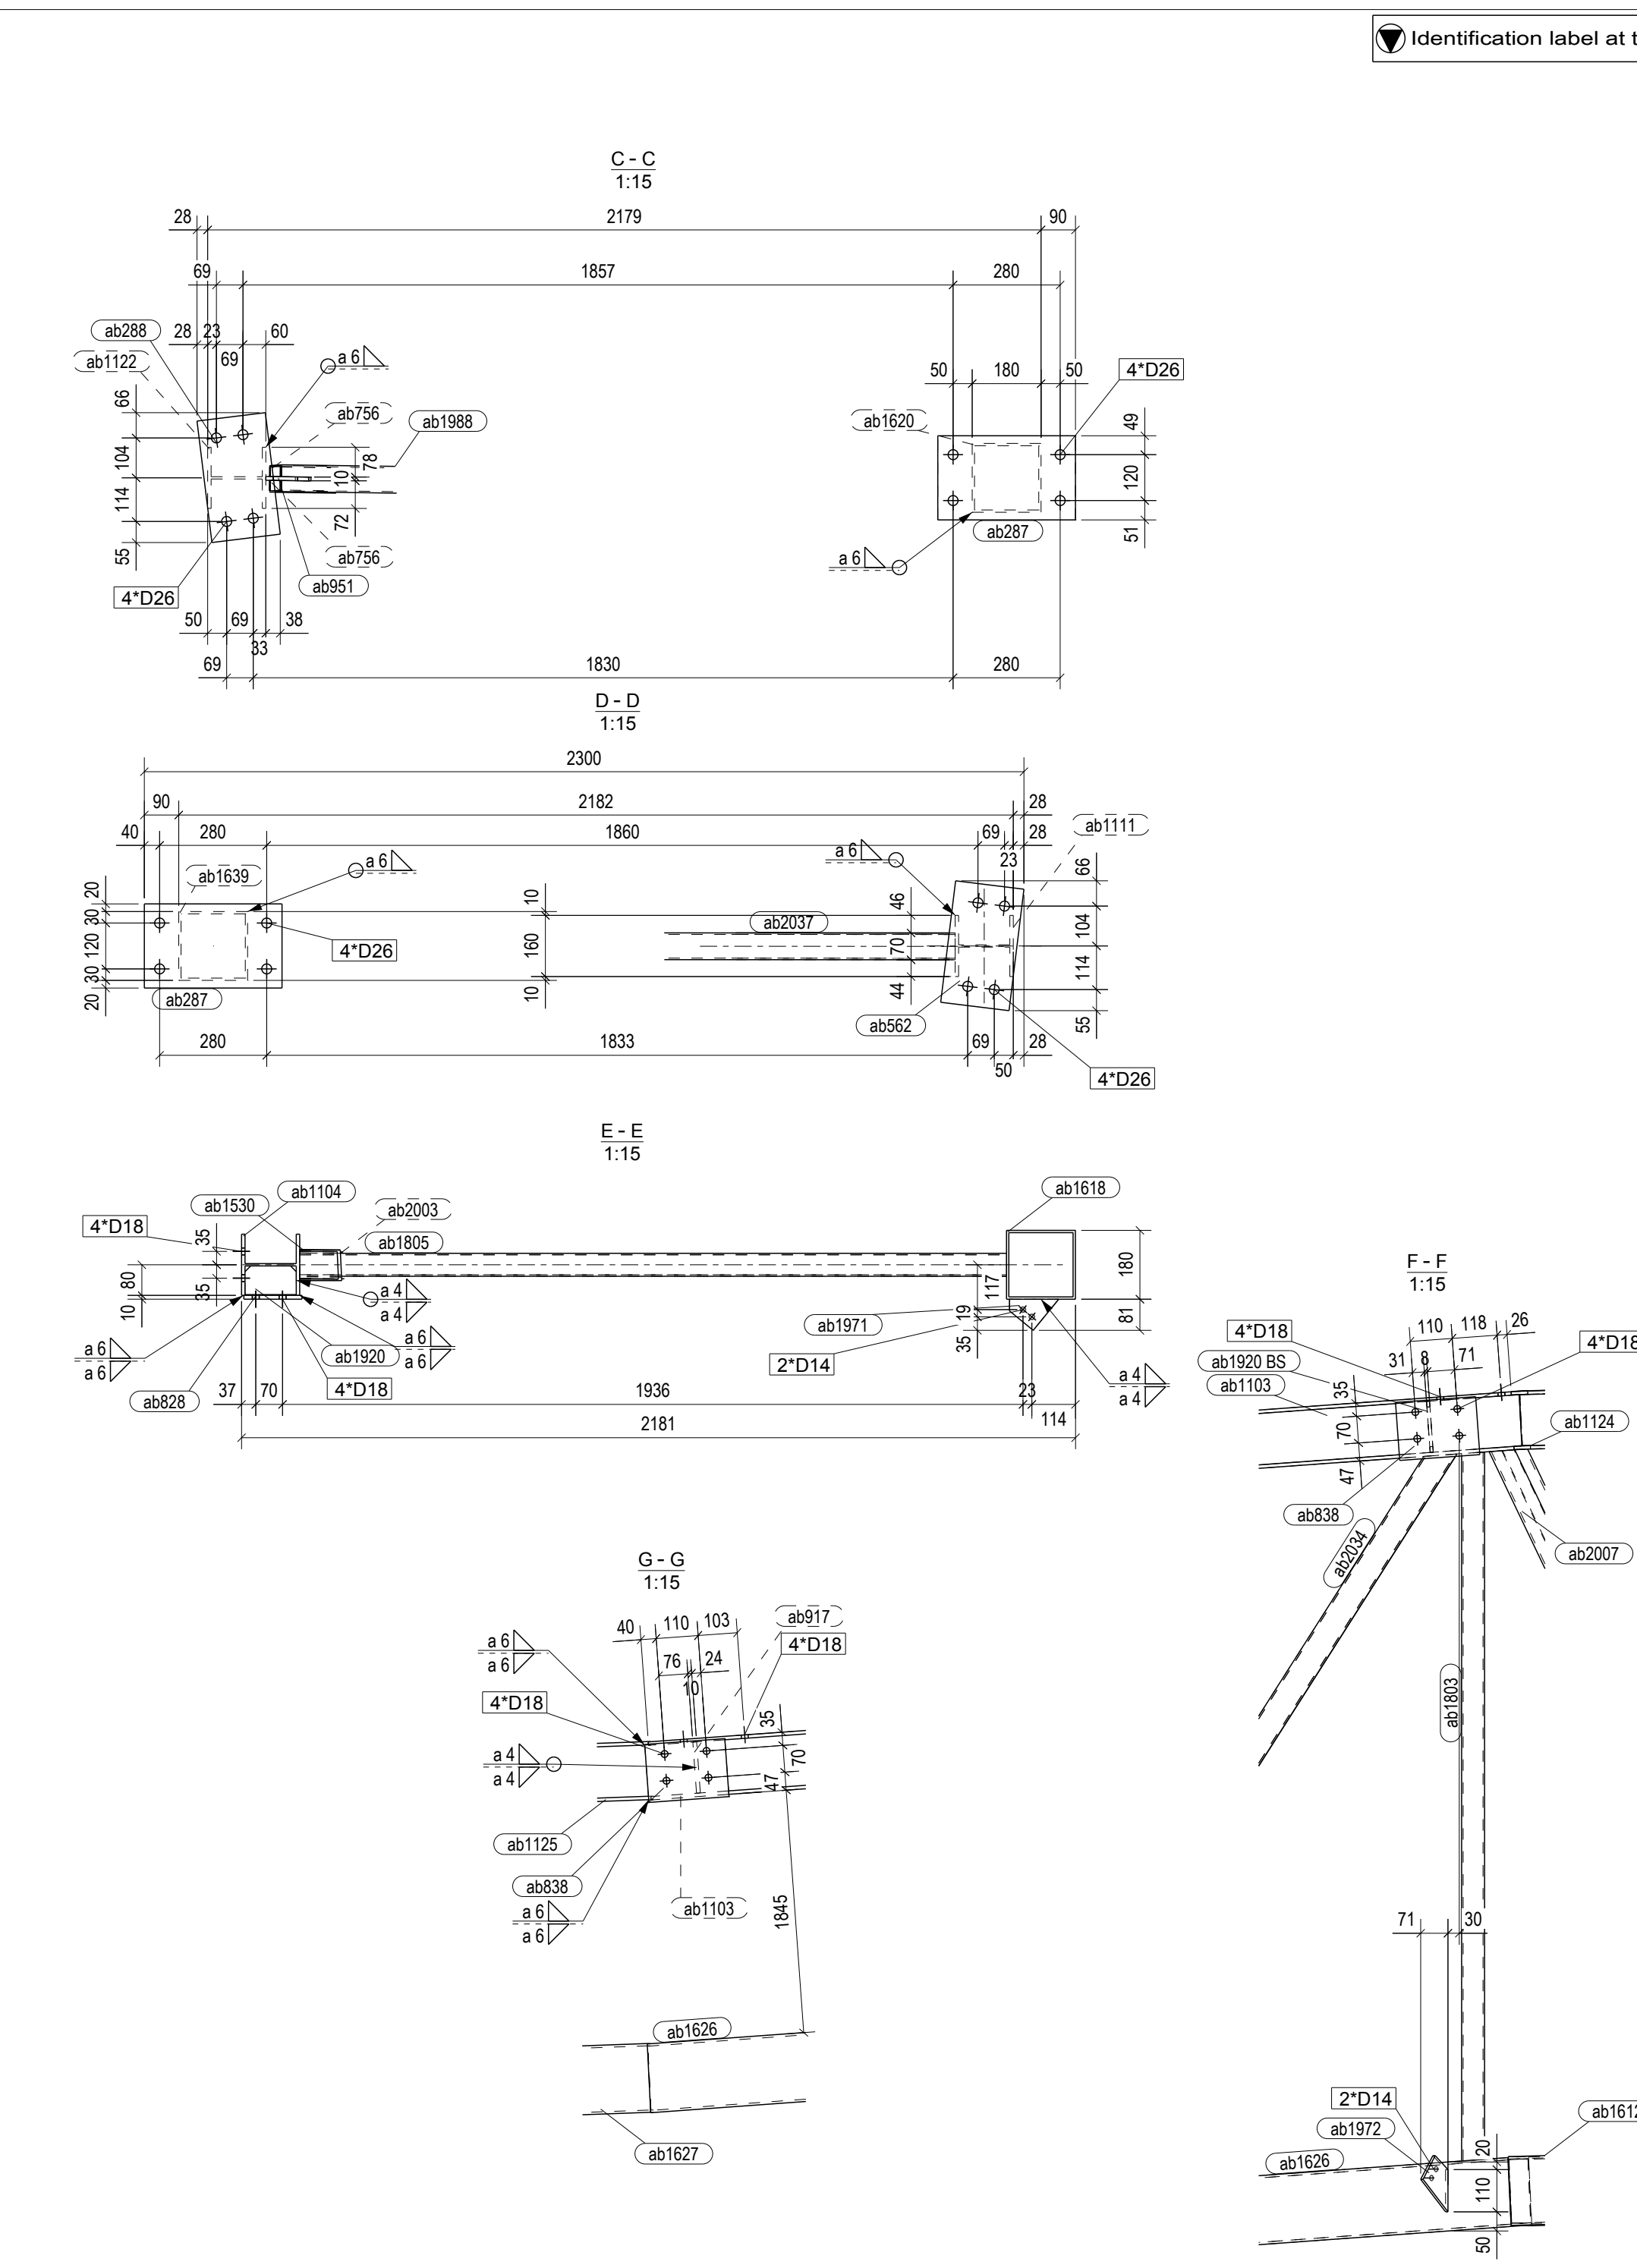 Identification label at t
C - C
1:15
28
2179
90
69
1857
280
ab288
28
23
60
69
a 6
ab1122
66
ab756
ab1988
104
78
10
114
72
55
ab756
ab951
4*D26
50
69
38
33
69
1830
280
50
180
50
4*D26
ab1620
49
120
51
ab287
a 6
D - D
1:15
2300
90
2182
28
40
280
1860
69
28
23
ab1111
a 6
a 6
ab1639
20
30
120
30
20
10
160
10
46
70
44
66
104
114
55
ab2037
4*D26
ab287
ab562
280
1833
69
28
50
4*D26
E - E
1:15
ab1104
ab1530
ab2003
4*D18
ab1805
35
80
35
10
a 4
a 4
a 6
a 6
a 6
a 6
ab1920
ab828
4*D18
37
70
1936
23
114
2181
ab1618
180
117
19
81
35
ab1971
2*D14
a 4
a 4
F - F
1:15
4*D18
110
118
26
4*D18
ab1920 BS
31
8
71
ab1103
35
70
47
ab1124
ab838
ab2034
ab2007
ab1803
71
30
2*D14
ab1972
ab1612
ab1626
20
110
50
G - G
1:15
40
110
103
ab917
a 6
a 6
4*D18
76
24
10
4*D18
35
a 4
a 4
70
47
ab1125
ab838
ab1103
a 6
a 6
1845
ab1626
ab1627